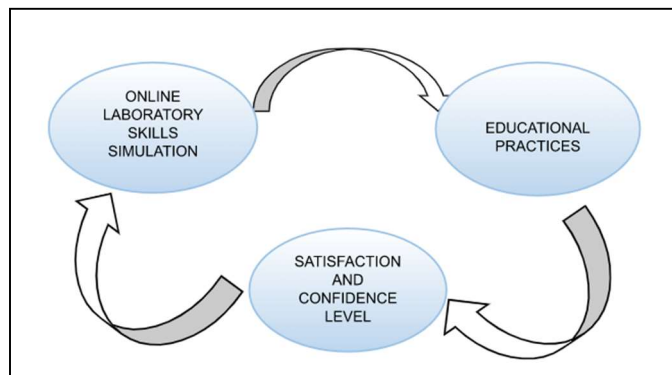 ONLINE
LABORATORY
SKILLS
SIMULATION
EDUCATIONAL
PRACTICES
SATISFACTION
AND
CONFIDENCE
LEVEL